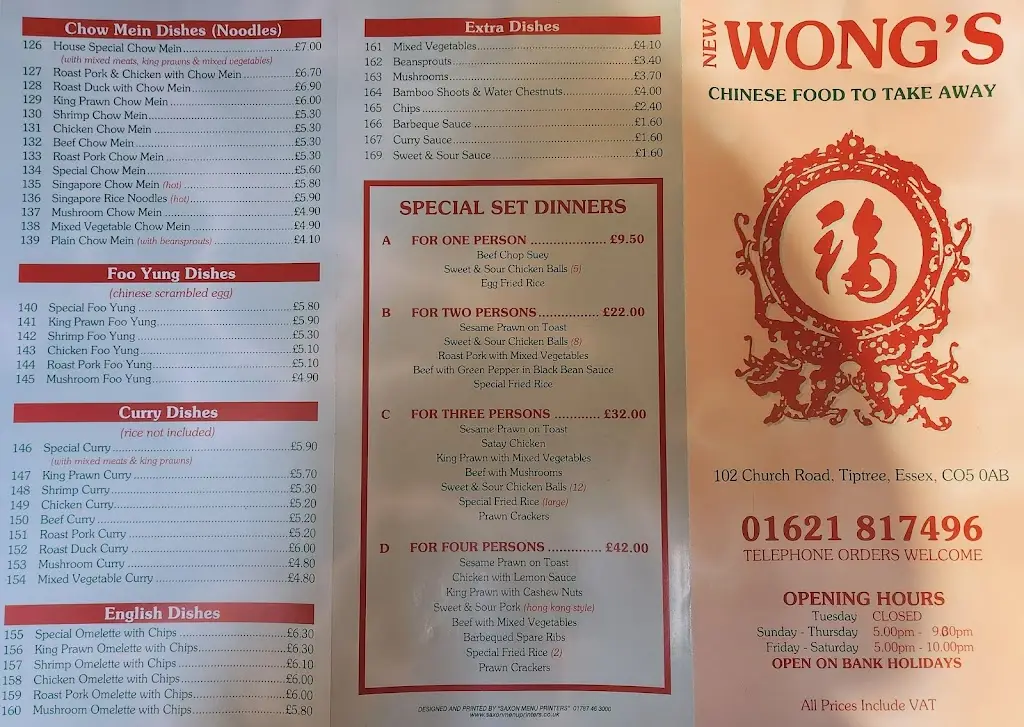 Chow Mein Dishes (Noodles)
126 House Special Chow Mein £7.00
(with mixed meats, king prawns & mixed vegetables)
127 Roast Pork & Chicken with Chow Mein £6.70
128 Roast Duck with Chow Mein £6.90
129 King Prawn Chow Mein £6.00
130 Shrimp Chow Mein £5.30
131 Chicken Chow Mein £5.30
132 Beef Chow Mein £5.30
133 Roast Pork Chow Mein £5.30
134 Special Chow Mein £5.60
135 Singapore Chow Mein (hot) £5.80
136 Singapore Rice Noodles (hot) £5.90
137 Mushroom Chow Mein £4.90
138 Mixed Vegetable Chow Mein £4.90
139 Plain Chow Mein (with beansprouts) £4.10
Foo Yung Dishes
(chinese scrambled egg)
140 Special Foo Yung £5.80
141 King Prawn Foo Yung £5.90
142 Shrimp Foo Yung £5.30
143 Chicken Foo Yung £5.10
144 Roast Pork Foo Yung £5.10
145 Mushroom Foo Yung £4.90
Curry Dishes
(rice not included)
146 Special Curry £5.90
(with mixed meats & king prawns)
147 King Prawn Curry £5.70
148 Shrimp Curry £5.30
149 Chicken Curry £5.20
150 Beef Curry £5.20
151 Roast Pork Curry £5.20
152 Roast Duck Curry £6.00
153 Mushroom Curry £4.80
154 Mixed Vegetable Curry £4.80
English Dishes
155 Special Omelette with Chips £6.30
156 King Prawn Omelette with Chips £6.30
157 Shrimp Omelette with Chips £6.10
158 Chicken Omelette with Chips £6.00
159 Roast Pork Omelette with Chips £6.00
160 Mushroom Omelette with Chips £5.80
Extra Dishes
161 Mixed Vegetables £4.10
162 Beansprouts £3.40
163 Mushrooms £3.70
164 Bamboo Shoots & Water Chestnuts £4.00
165 Chips £2.40
166 Barbeque Sauce £1.60
167 Curry Sauce £1.60
169 Sweet & Sour Sauce £1.60
SPECIAL SET DINNERS
A FOR ONE PERSON £9.50
Beef Chop Suey
Sweet & Sour Chicken Balls (5)
Egg Fried Rice
B FOR TWO PERSONS £22.00
Sesame Prawn on Toast
Sweet & Sour Chicken Balls (8)
Roast Pork with Mixed Vegetables
Beef with Green Pepper in Black Bean Sauce
Special Fried Rice
C FOR THREE PERSONS £32.00
Sesame Prawn on Toast
Satay Chicken
King Prawn with Mixed Vegetables
Beef with Mushrooms
Sweet & Sour Chicken Balls (12)
Special Fried Rice (large)
Prawn Crackers
D FOR FOUR PERSONS £42.00
Sesame Prawn on Toast
Chicken with Lemon Sauce
King Prawn with Cashew Nuts
Sweet & Sour Pork (hong kong style)
Beef with Mixed Vegetables
Barbequed Spare Ribs
Special Fried Rice (2)
Prawn Crackers
DESIGNED AND PRINTED BY "SAXON MENU PRINTERS" 01787 46 3000
www.saxonmenuprinters.co.uk
NEW WONG'S
CHINESE FOOD TO TAKE AWAY
福
102 Church Road, Tiptree, Essex, CO5 0AB
01621 817496
TELEPHONE ORDERS WELCOME
OPENING HOURS
Tuesday CLOSED
Sunday - Thursday 5.00pm - 9.30pm
Friday - Saturday 5.00pm - 10.00pm
OPEN ON BANK HOLIDAYS
All Prices Include VAT